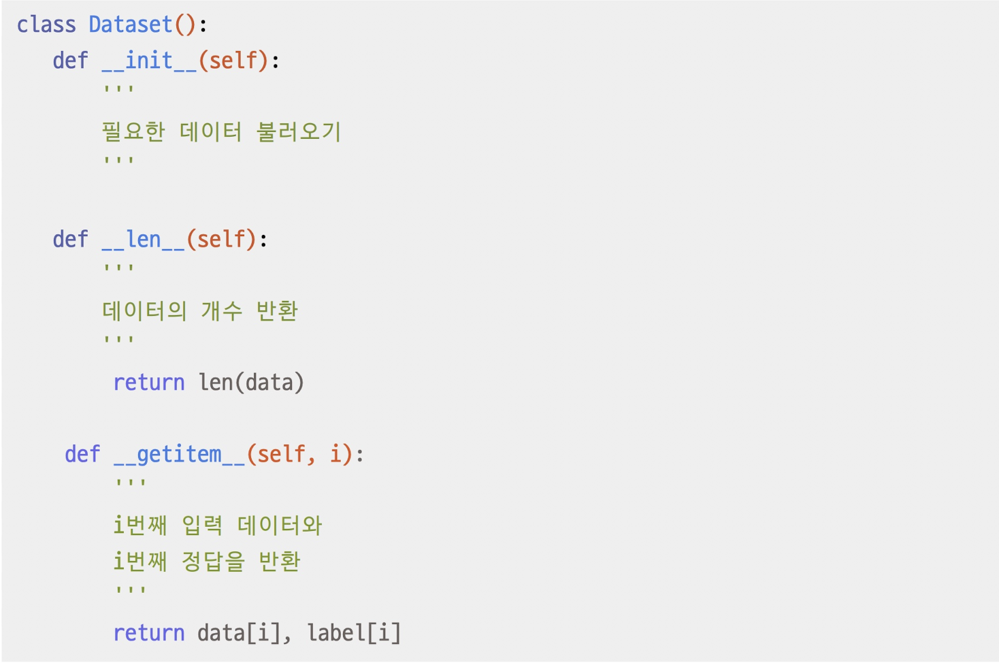 class Dataset():
   def __init__(self):
       '''
       필요한 데이터 불러오기
       '''

   def __len__(self):
       '''
       데이터의 개수 반환
       '''
        return len(data)

    def __getitem__(self, i):
        '''
        i번째 입력 데이터와
        i번째 정답을 반환
        '''
        return data[i], label[i]